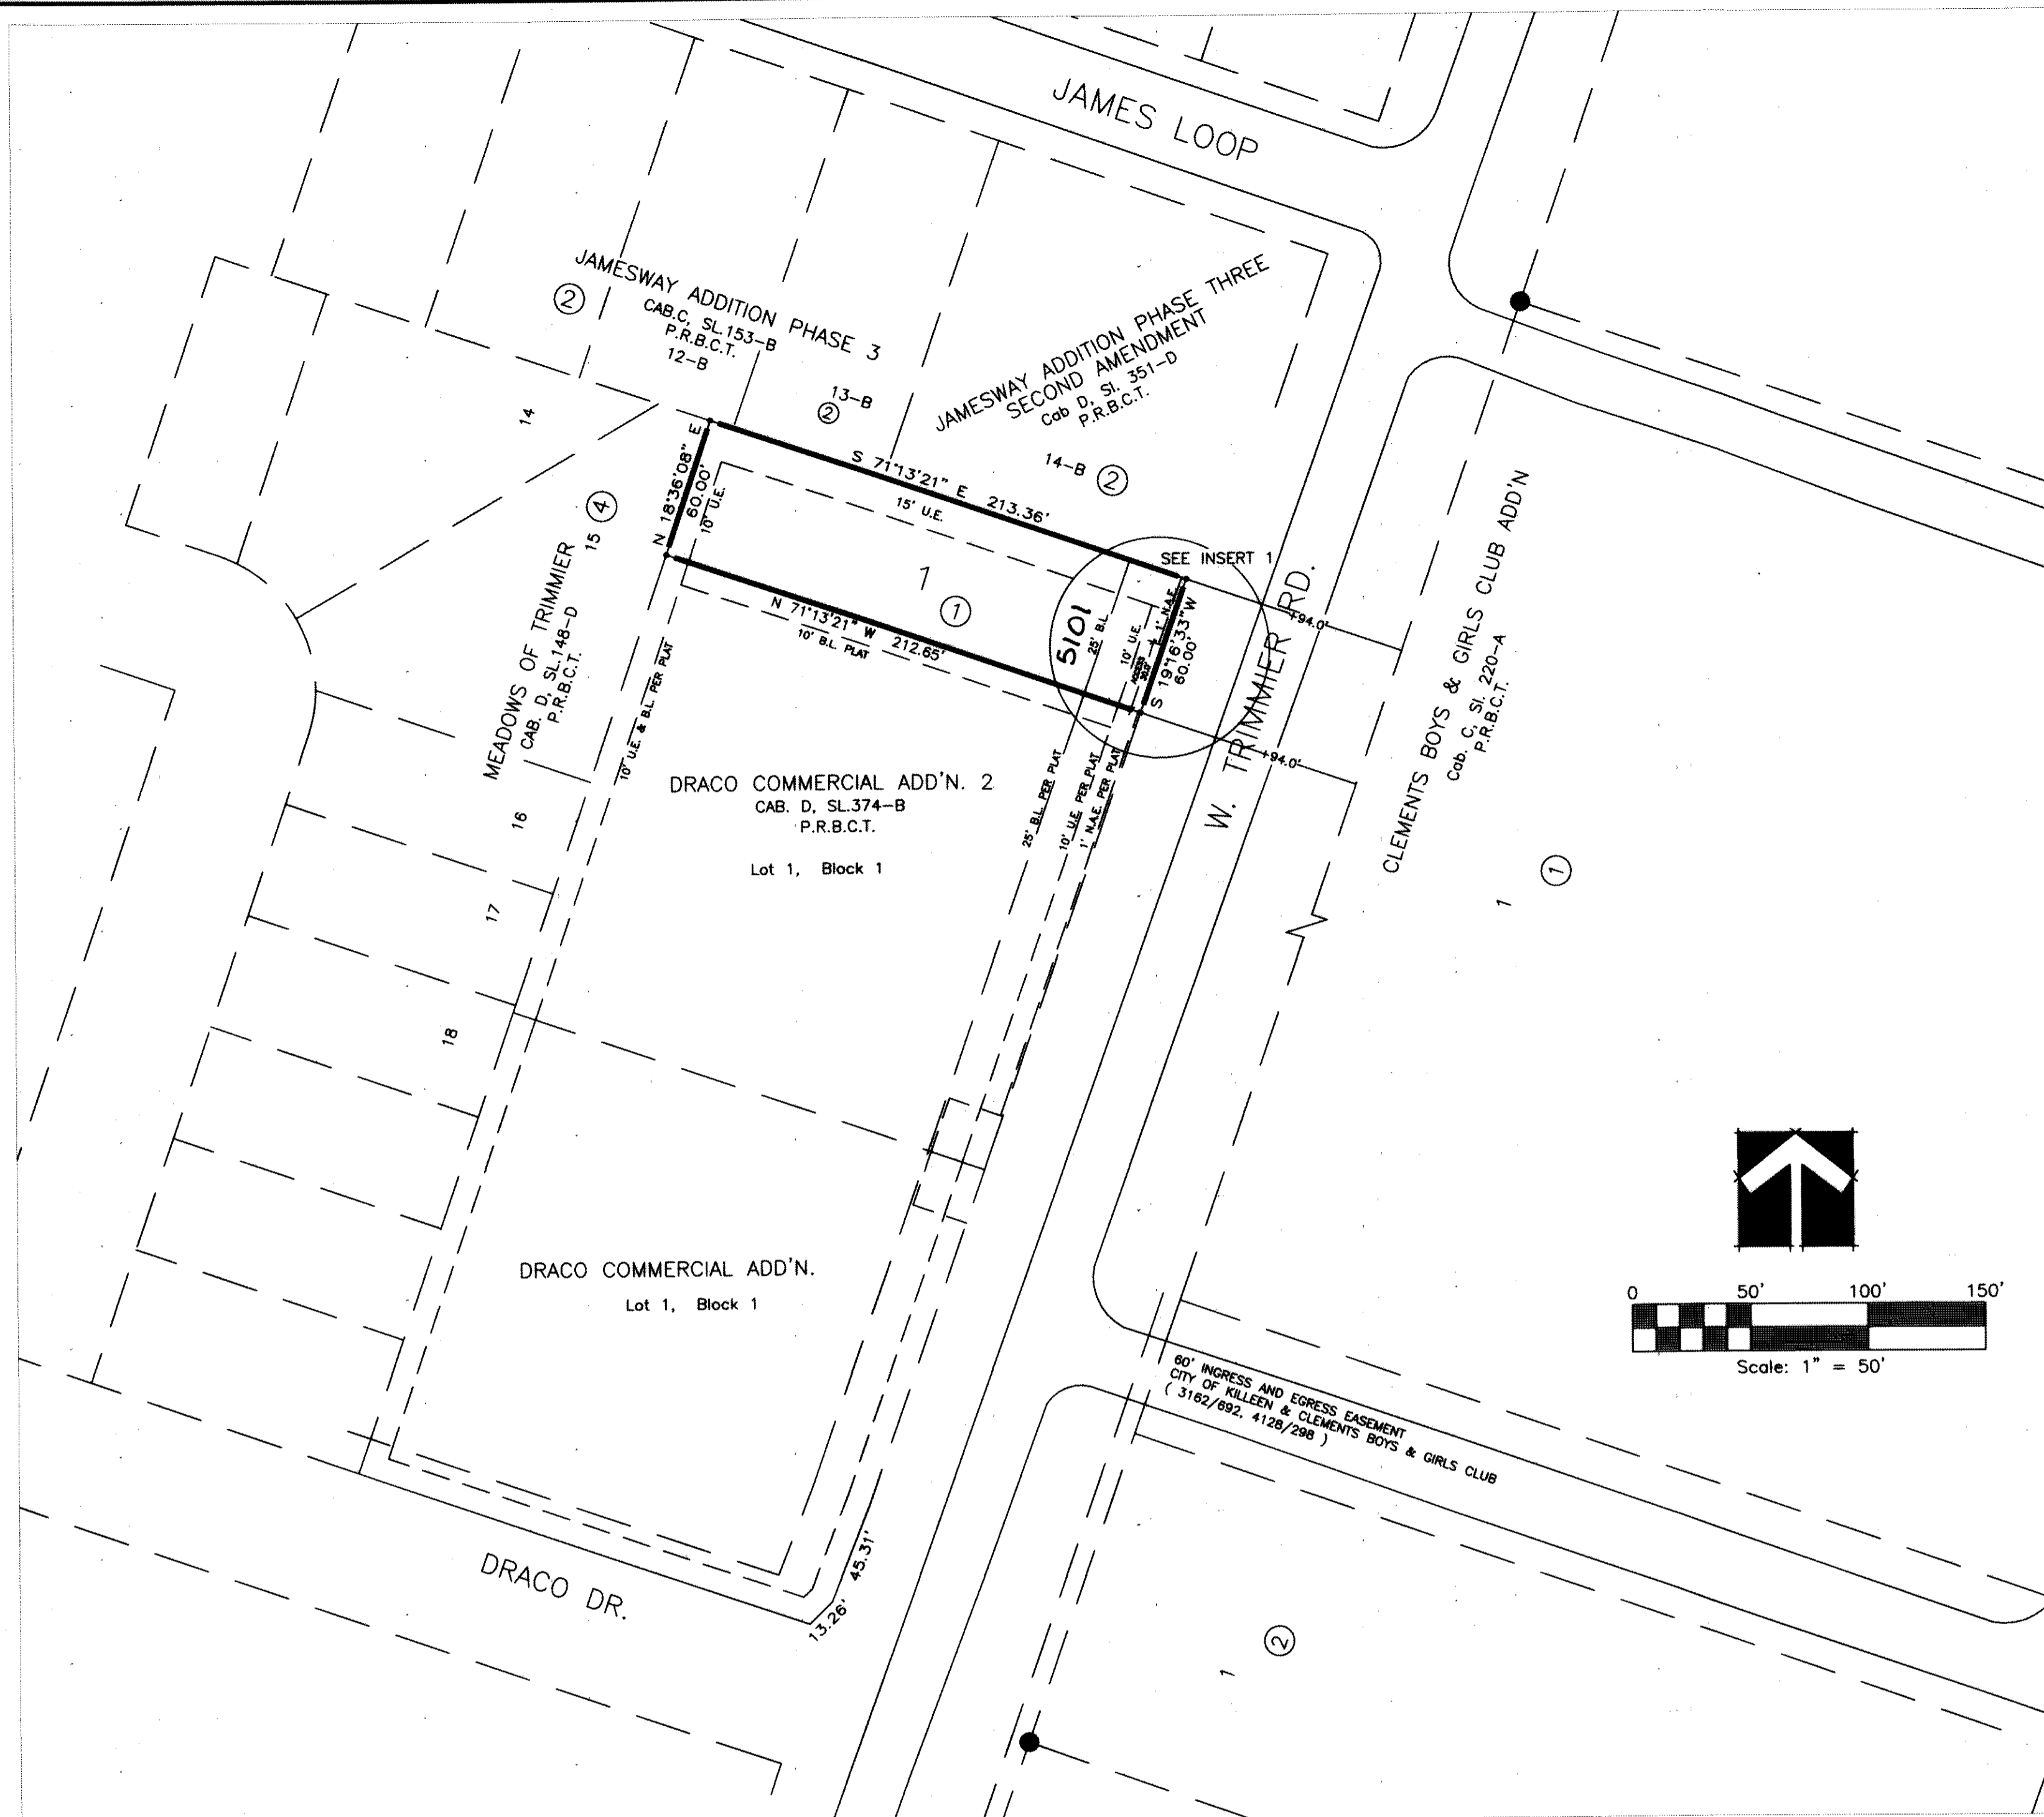 JAMES LOOP
JAMESWAY ADDITION PHASE 3
CAB.C, SL.153-B
P.R.B.C.T.
12-B
2
13-B
2
JAMESWAY ADDITION PHASE THREE
SECOND AMENDMENT
Cab D, Sl. 351-D
P.R.B.C.T.
14-B
2
14
15
4
MEADOWS OF TRIMMIER
CAB. D, SL.148-D
P.R.B.C.T.
16
17
18
N 18°36'08" E
60.00'
10' U.E.
S 71°13'21" E 213.36'
15' U.E.
1
1
N 71°13'21" W 212.65'
10' B.L. PLAT
SEE INSERT 1
5101
25' B.L.
10' U.E.
ACCESS
30.0'
1' N.A.E.
S 19°16'33" W
60.00'
+94.0'
+94.0'
W. TRIMMIER RD.
CLEMENTS BOYS & GIRLS CLUB ADD'N
Cab. C, Sl. 220-A
P.R.B.C.T.
1
1
10' U.E. & B.L. PER PLAT
DRACO COMMERCIAL ADD'N. 2
CAB. D, SL.374-B
P.R.B.C.T.
Lot 1, Block 1
25' B.L. PER PLAT
10' U.E. PER PLAT
1' N.A.E. PER PLAT
DRACO COMMERCIAL ADD'N.
Lot 1, Block 1
0 50' 100' 150'
Scale: 1" = 50'
60' INGRESS AND EGRESS EASEMENT
CITY OF KILLEEN & CLEMENTS BOYS & GIRLS CLUB
( 3162/692, 4128/298 )
45.31'
13.26'
DRACO DR.
1
2